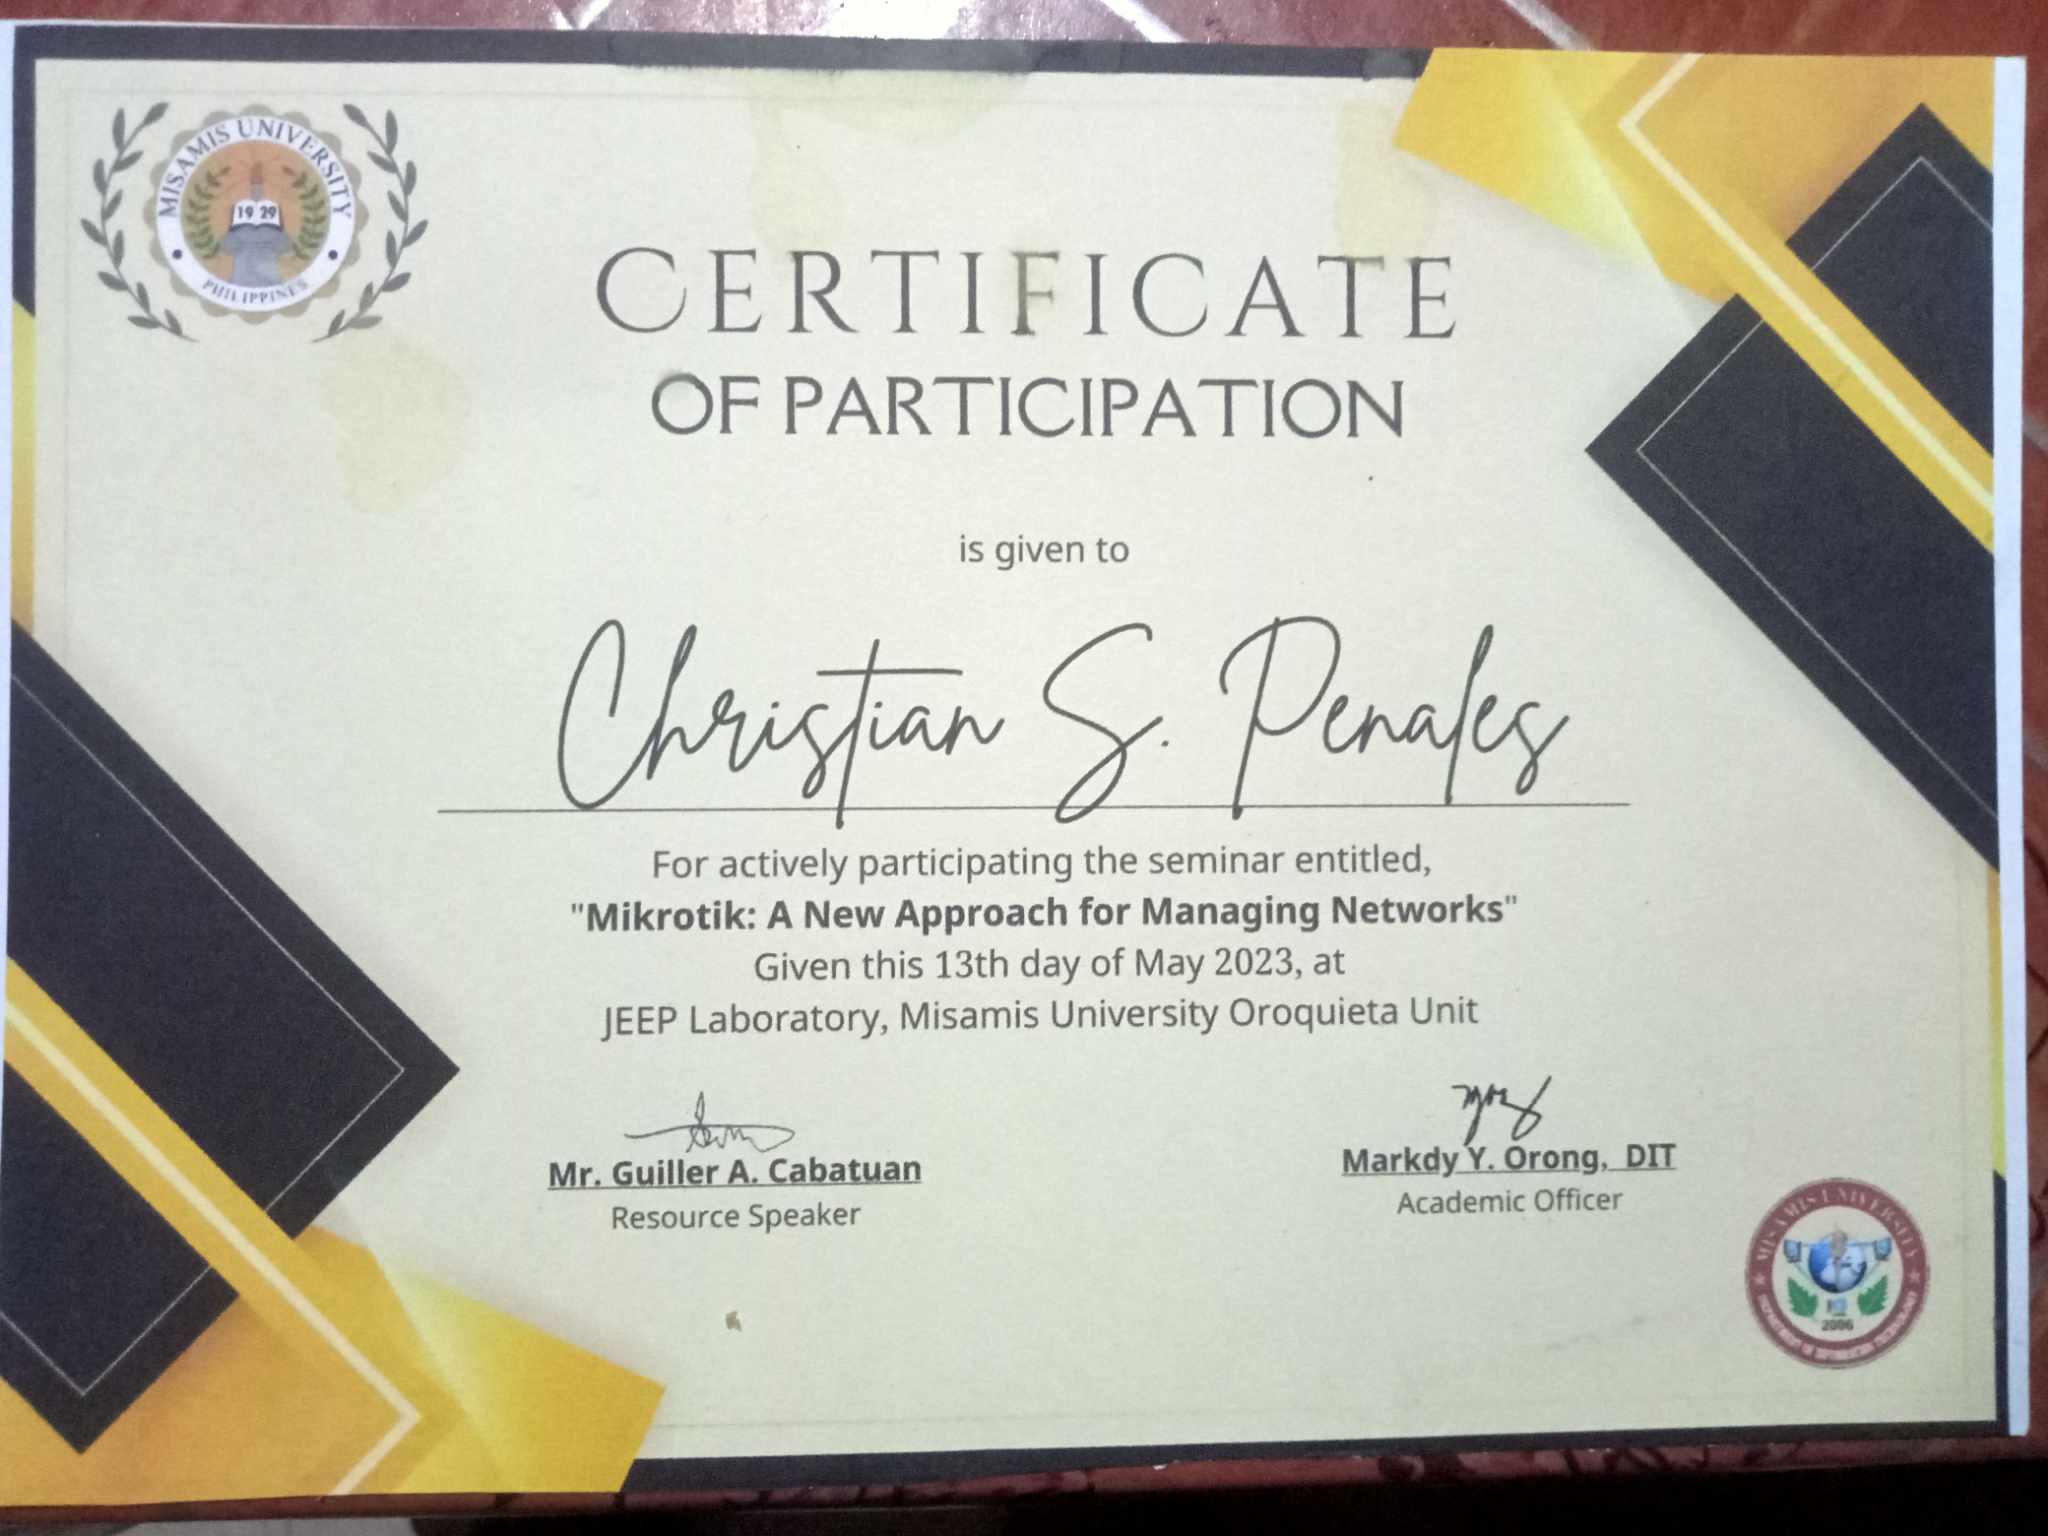 MISAMIS UNIVERSITY
19 29
PHILIPPINES
CERTIFICATE
OF PARTICIPATION
is given to
Christian S. Penales
For actively participating the seminar entitled,
"Mikrotik: A New Approach for Managing Networks"
Given this 13th day of May 2023, at
JEEP Laboratory, Misamis University Oroquieta Unit
Mr. Guiller A. Cabatuan
Resource Speaker
Markdy Y. Orong, DIT
Academic Officer
MISAMIS UNIVERSITY
2006